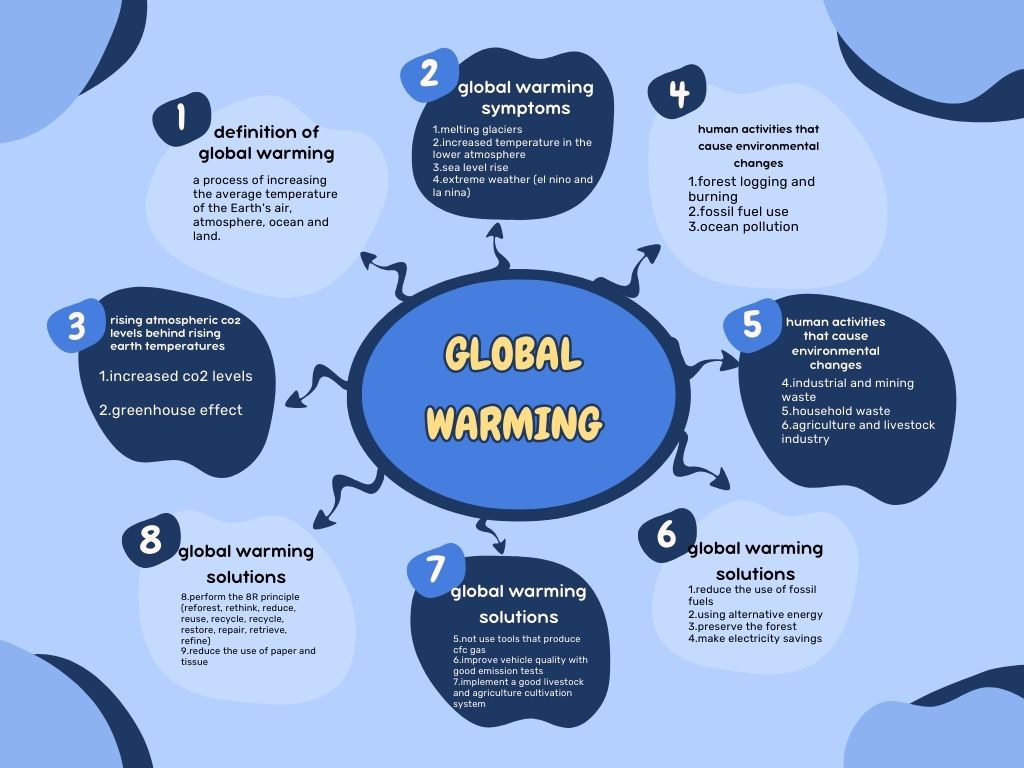 GLOBAL
WARMING
1
definition of
global warming
a process of increasing
the average temperature
of the Earth's air,
atmosphere, ocean and
land.
2
global warming
symptoms
1.melting glaciers
2.increased temperature in the
lower atmosphere
3.sea level rise
4.extreme weather (el nino and
la nina)
3
rising atmospheric co2
levels behind rising
earth temperatures
1.increased co2 levels
2.greenhouse effect
4
human activities that
cause environmental
changes
1.forest logging and
burning
2.fossil fuel use
3.ocean pollution
5
human activities
that cause
environmental
changes
4.industrial and mining
waste
5.household waste
6.agriculture and livestock
industry
6
global warming
solutions
1.reduce the use of fossil
fuels
2.using alternative energy
3.preserve the forest
4.make electricity savings
7
global warming
solutions
5.not use tools that produce
cfc gas
6.improve vehicle quality with
good emission tests
7.implement a good livestock
and agriculture cultivation
system
8
global warming
solutions
8.perform the 8R principle
(reforest, rethink, reduce,
reuse, recycle, recycle,
restore, repair, retrieve,
refine)
9.reduce the use of paper and
tissue